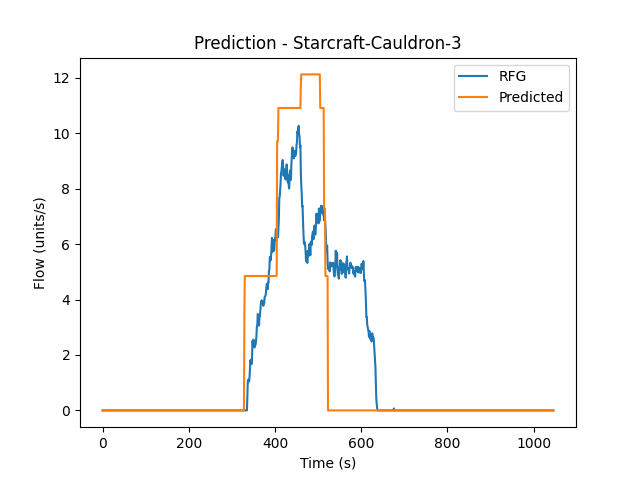 Prediction - Starcraft-Cauldron-3
RFG
Predicted
Flow (units/s)
12
10
8
6
4
2
0
0 200 400 600 800 1000
Time (s)